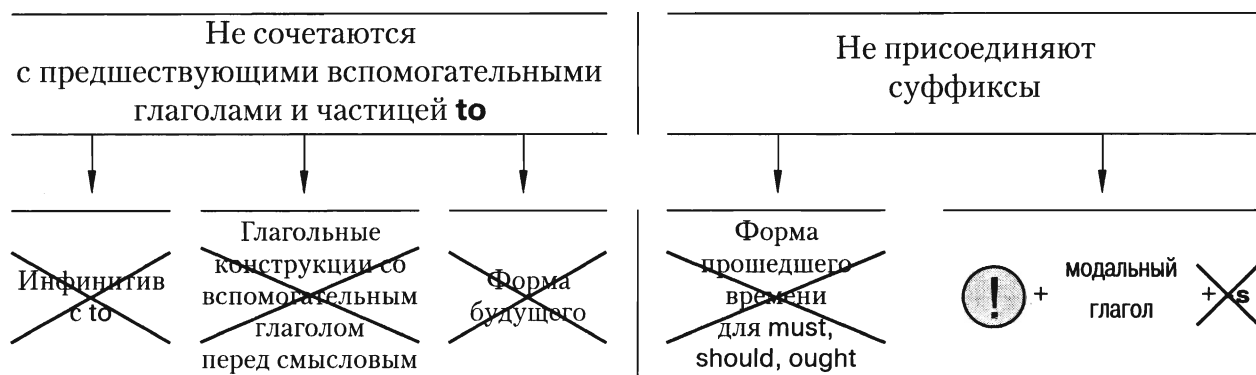 Не сочетаются
с предшествующими вспомогательными
глаголами и частицей to
Не присоединяют
суффиксы
Инфинитив
с to
Глагольные
конструкции со
вспомогательным
глаголом
перед смысловым
Форма
будущего
Форма
прошедшего
времени
для must,
should, ought
! + модальный глагол + -s